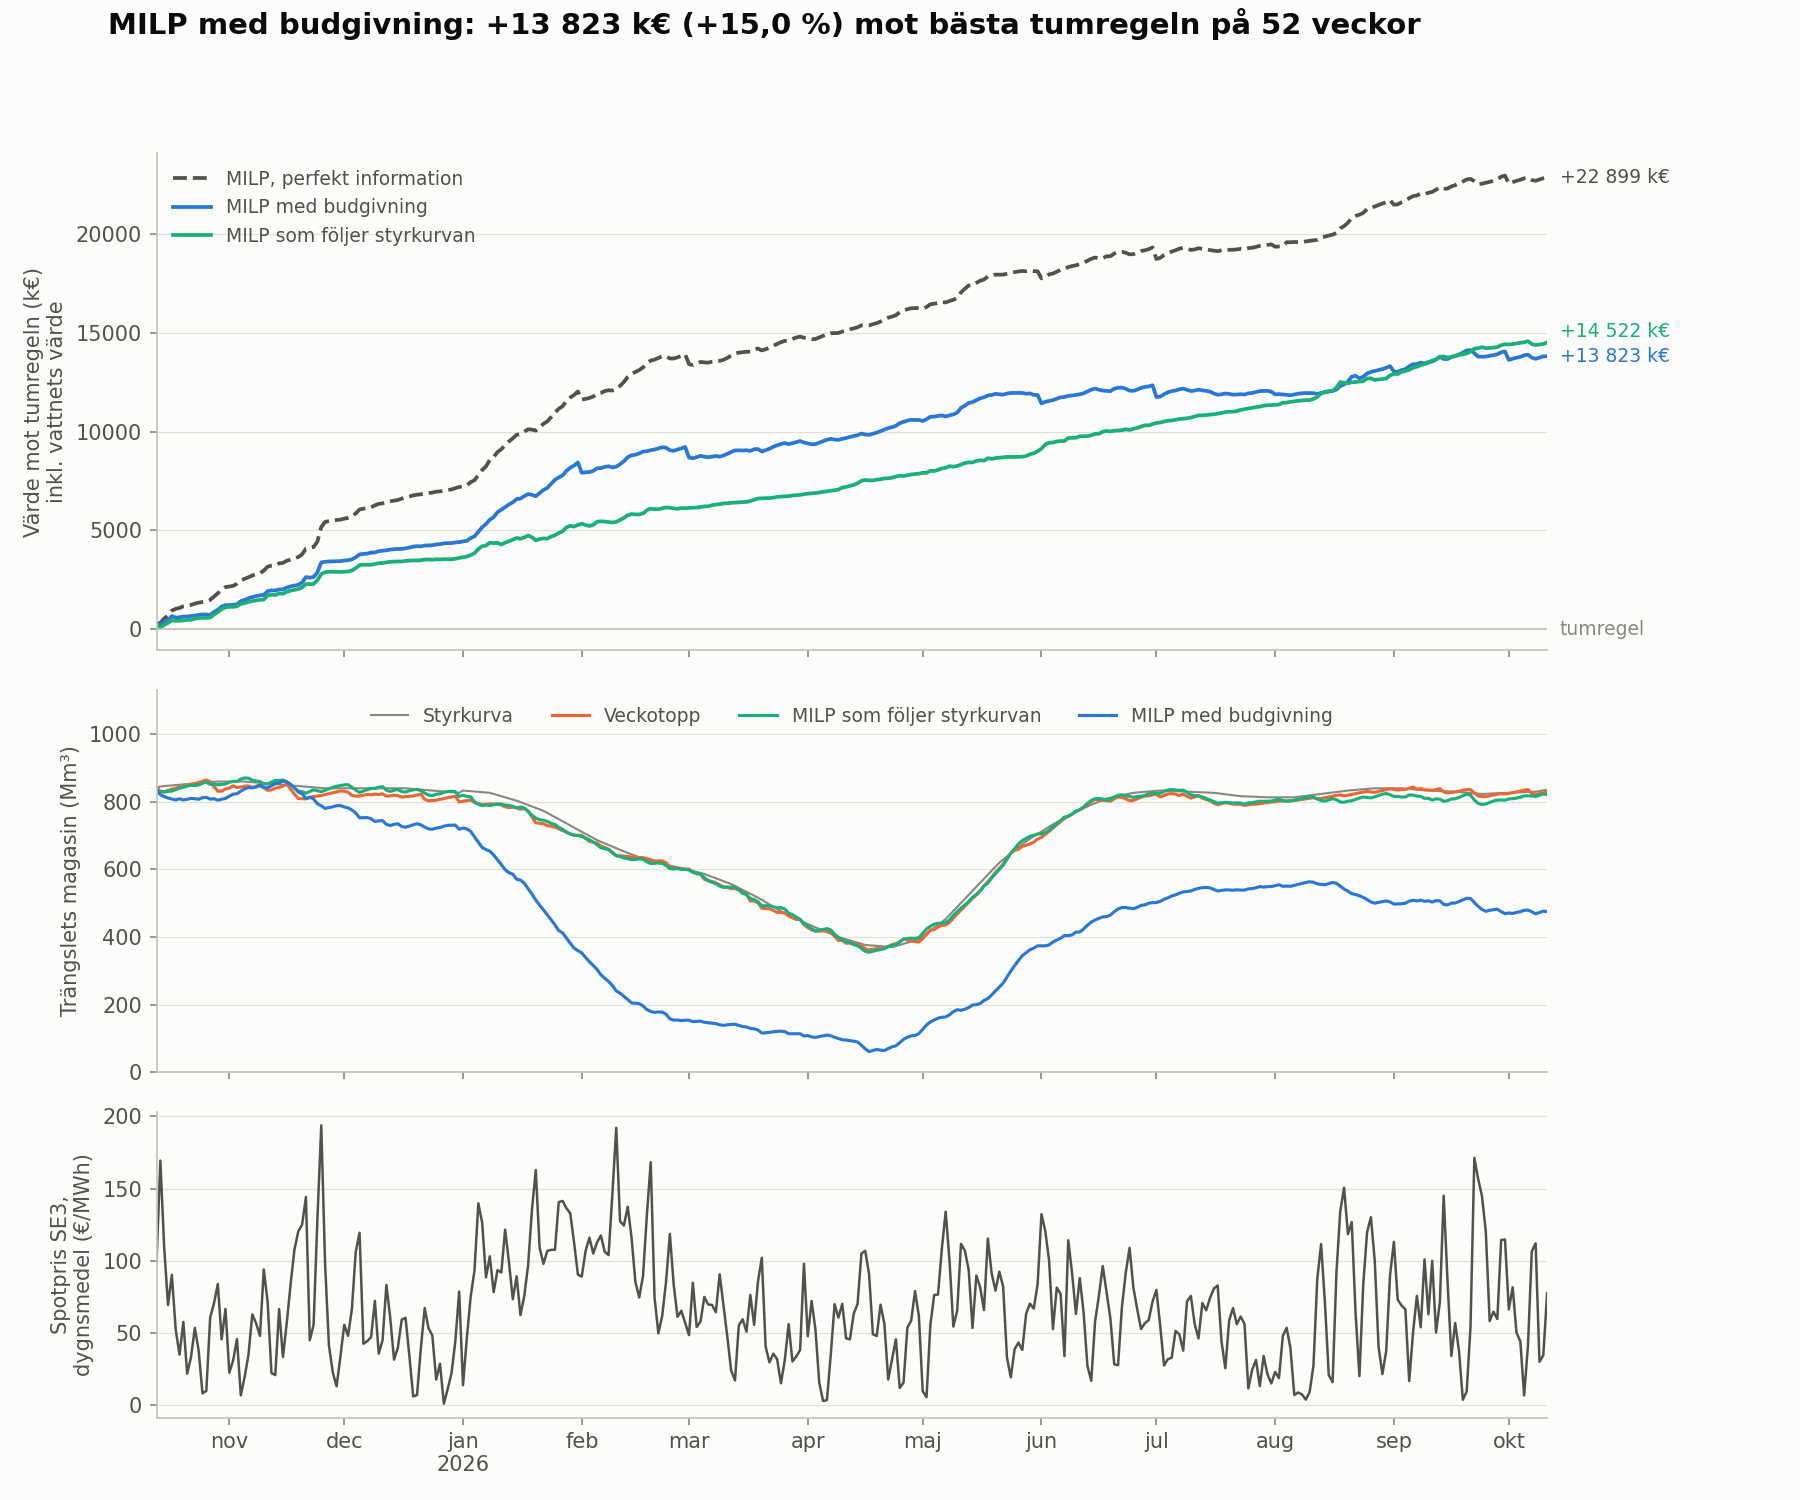 MILP med budgivning: +13 823 k€ (+15,0 %) mot bästa tumregeln på 52 veckor
Värde mot tumregeln (k€)
inkl. vattnets värde
20000
15000
10000
5000
0
MILP, perfekt information
MILP med budgivning
MILP som följer styrkurvan
+22 899 k€
+14 522 k€
+13 823 k€
tumregel
Trängslets magasin (Mm³)
1000
800
600
400
200
0
Styrkurva
Veckotopp
MILP som följer styrkurvan
MILP med budgivning
Spotpris SE3,
dygnsmedel (€/MWh)
200
150
100
50
0
nov
dec
jan
2026
feb
mar
apr
maj
jun
jul
aug
sep
okt